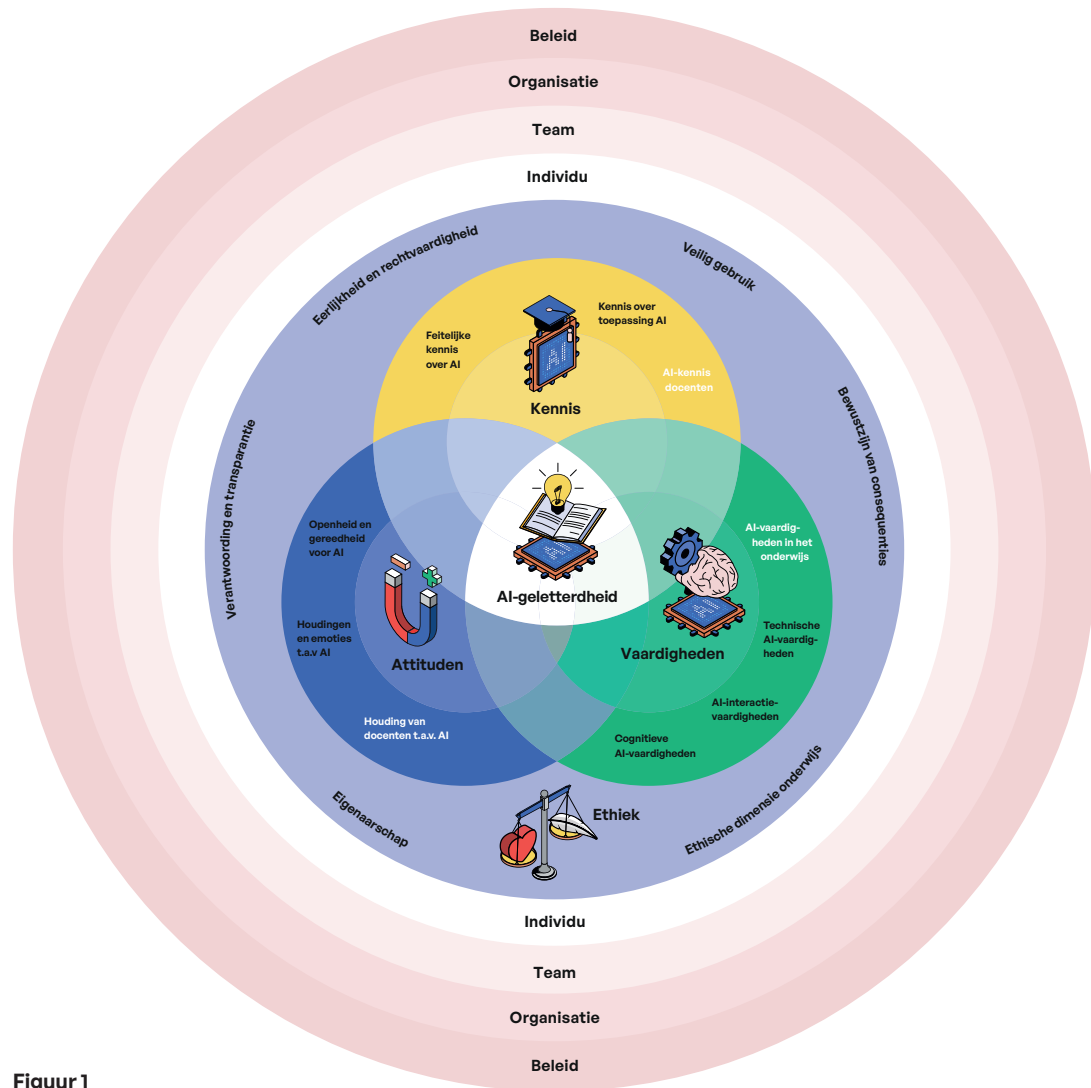 Beleid
Organisatie
Team
Individu
Eerlijkheid en rechtvaardigheid
Veilig gebruik
Verantwoording en transparantie
Bewustzijn van consequenties
Feitelijke
kennis
over AI
Kennis over
toepassing AI
AI-kennis
docenten
AI
Kennis
Openheid en
gereedheid
voor AI
Houdingen
en emoties
t.a.v AI
Attituden
Houding van
docenten t.a.v. AI
AI-geletterdheid
AI-vaardig-
heden in het
onderwijs
Technische
AI-vaardig-
heden
Vaardigheden
AI-interactie-
vaardigheden
Cognitieve
AI-vaardigheden
Eigenaarschap
Ethiek
Ethische dimensie onderwijs
Individu
Team
Organisatie
Beleid
Figuur 1